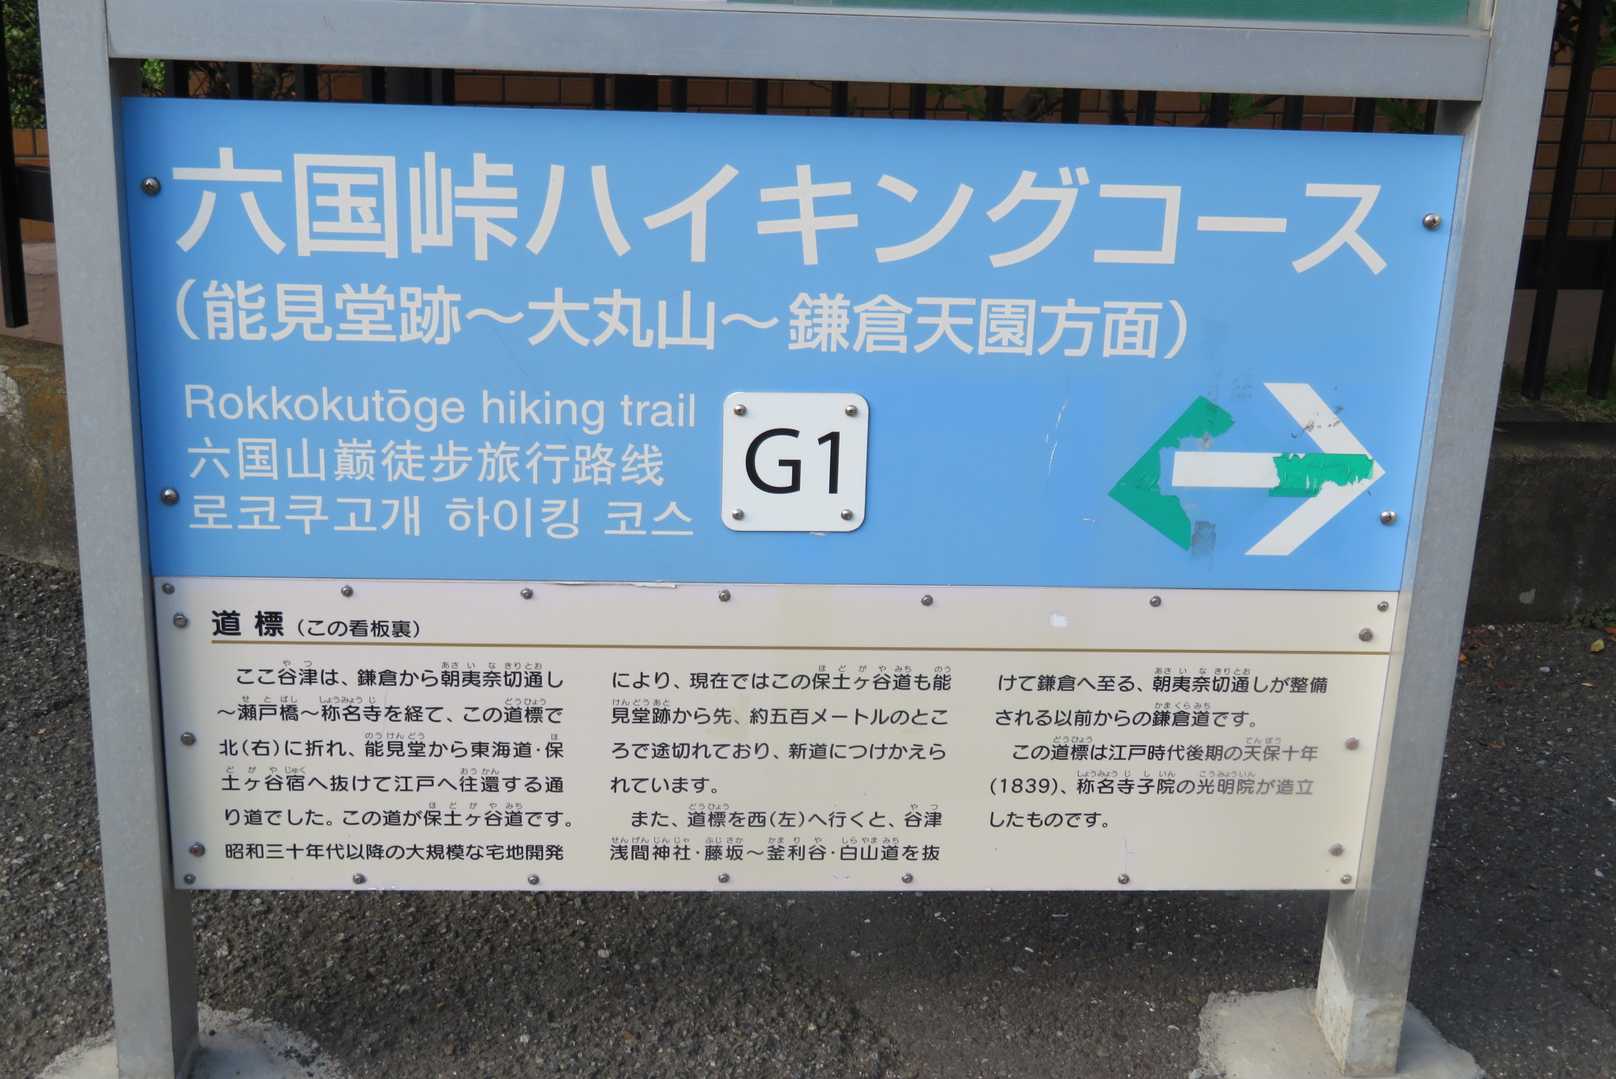 六国峠ハイキングコース
(能見堂跡～大丸山～鎌倉天園方面)
Rokkokutōge hiking trail
六国山巅徒步旅行路线
로코쿠고개 하이킹 코스
G1
道標(この看板裏)
ここ谷津は、鎌倉から朝夷奈切通し
～瀬戸橋～称名寺を経て、この道標で
北(右)に折れ、能見堂から東海道・保
土ヶ谷宿へ抜けて江戸へ往還する通
り道でした。この道が保土ヶ谷道です。
昭和三十年代以降の大規模な宅地開発
により、現在ではこの保土ヶ谷道も能
見堂跡から先、約五百メートルのとこ
ろで途切れており、新道につけかえら
れています。
また、道標を西(左)へ行くと、谷津
浅間神社・藤坂～釜利谷・白山道を抜
けて鎌倉へ至る、朝夷奈切通しが整備
される以前からの鎌倉道です。
この道標は江戸時代後期の天保十年
(1839)、称名寺子院の光明院が造立
したものです。